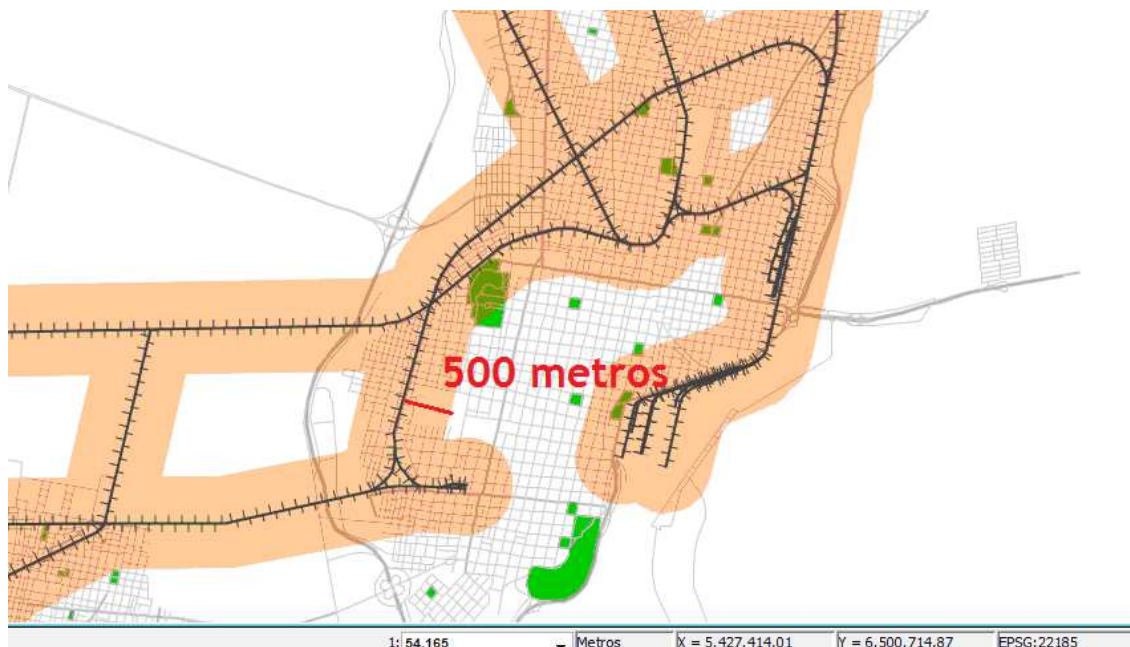 500 metros
1: 54.165 Metros X = 5.427.414,01 Y = 6.500.714,87 EPSG:22185